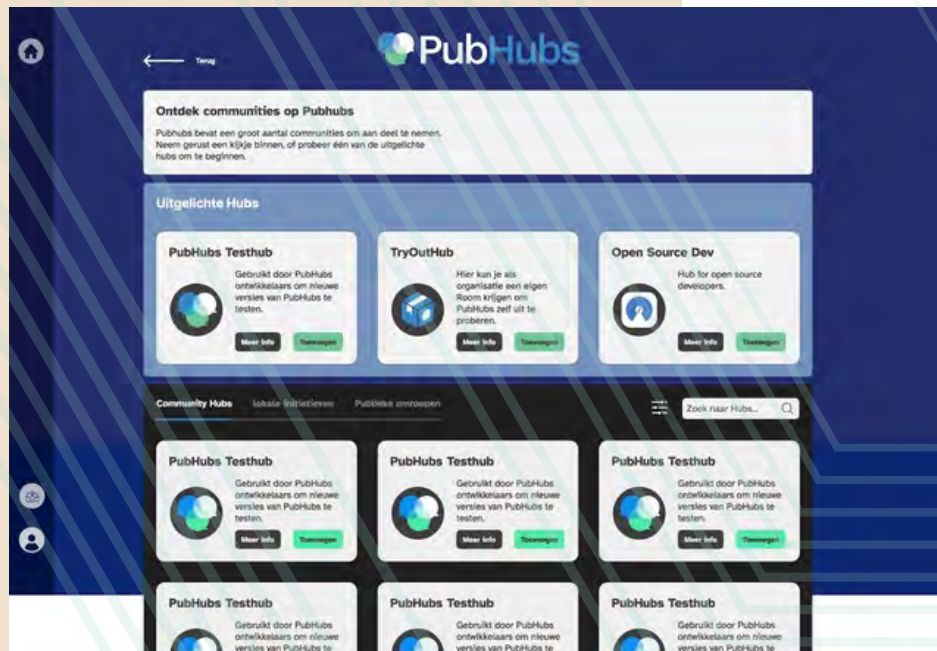 PubHubs
Terug
Ontdek communities op Pubhubs
Pubhubs bevat een groot aantal communities om aan deel te nemen.
Neem gerust een kijkje binnen, of probeer één van de uitgelichte
hubs om te beginnen.
Uitgelichte Hubs
PubHubs Testhub
Gebruikt door PubHubs
ontwikkelaars om nieuwe
versies van PubHubs te
testen.
Meer info
Toevoegen
TryOutHub
Hier kun je als
organisatie een eigen
Room krijgen om
PubHubs zelf uit te
proberen.
Meer info
Toevoegen
Open Source Dev
Hub for open source
developers.
Meer info
Toevoegen
Community Hubs
lokale initiatieven
Publieke omroepen
Zoek naar Hubs...
PubHubs Testhub
Gebruikt door PubHubs
ontwikkelaars om nieuwe
versies van PubHubs te
testen.
Meer info
Toevoegen
PubHubs Testhub
Gebruikt door PubHubs
ontwikkelaars om nieuwe
versies van PubHubs te
testen.
Meer info
Toevoegen
PubHubs Testhub
Gebruikt door PubHubs
ontwikkelaars om nieuwe
versies van PubHubs te
testen.
Meer info
Toevoegen
PubHubs Testhub
Gebruikt door PubHubs
ontwikkelaars om nieuwe
versies van PubHubs te
PubHubs Testhub
Gebruikt door PubHubs
ontwikkelaars om nieuwe
versies van PubHubs te
PubHubs Testhub
Gebruikt door PubHubs
ontwikkelaars om nieuwe
versies van PubHubs te